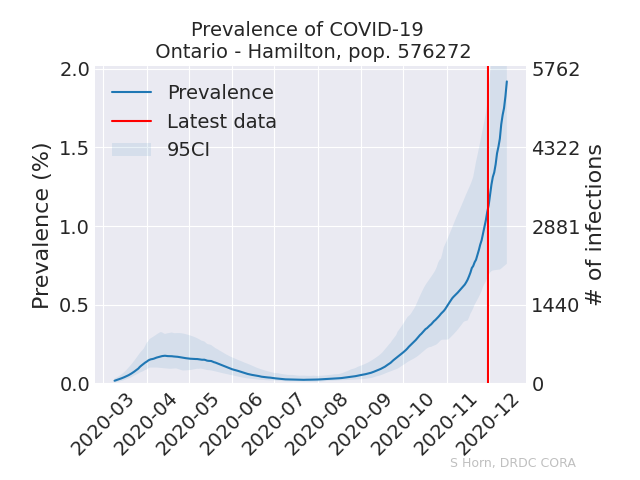 Prevalence of COVID-19
Ontario - Hamilton, pop. 576272
Prevalence
Latest data
95CI
Prevalence (%)
2.0
1.5
1.0
0.5
0.0
5762
4322
2881
1440
0
# of infections
2020-03
2020-04
2020-05
2020-06
2020-07
2020-08
2020-09
2020-10
2020-11
2020-12
S Horn, DRDC CORA